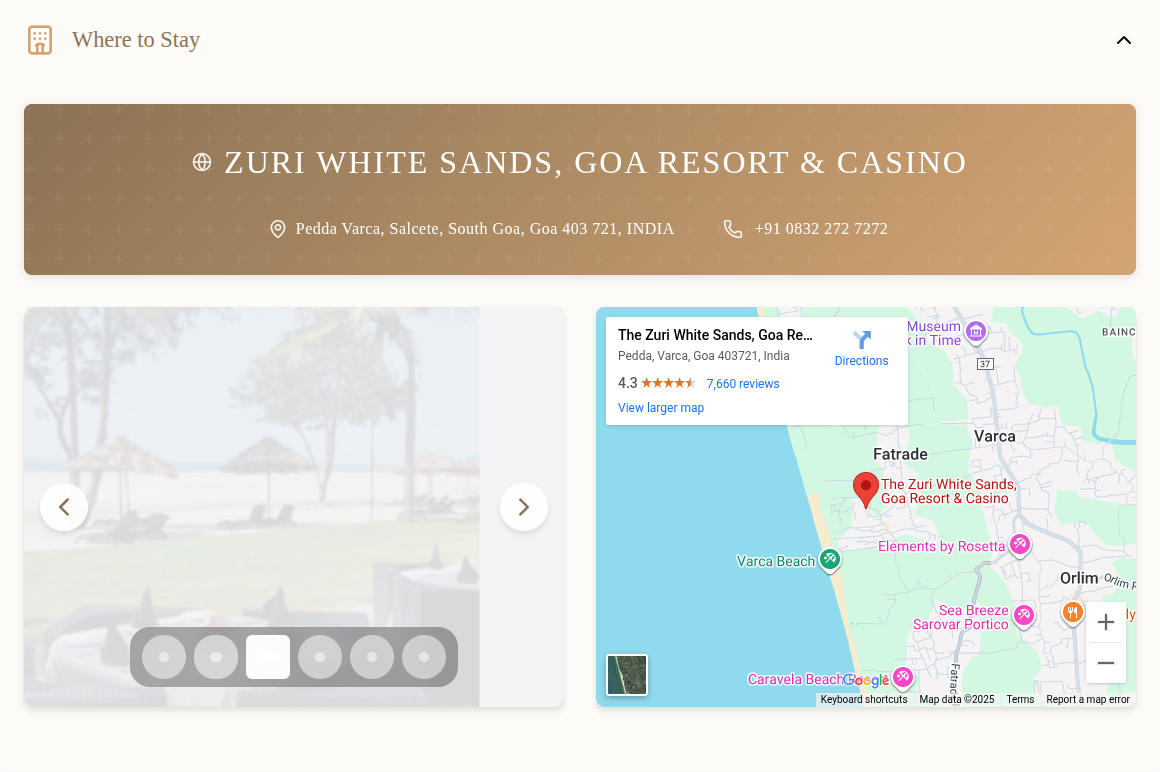 Where to Stay
ZURI WHITE SANDS, GOA RESORT & CASINO
Pedda Varca, Salcete, South Goa, Goa 403 721, INDIA
+91 0832 272 7272
The Zuri White Sands, Goa Re...
Pedda, Varca, Goa 403721, India
4.3
7,660 reviews
View larger map
Directions
Museum
in Time
BAINC
37
Varca
Fatrade
The Zuri White Sands,
Goa Resort & Casino
Elements by Rosetta
Varca Beach
Orlim
Orlim
Sea Breeze
Sarovar Portico
ly
Caravela Beach
Google
Fatrac
Keyboard shortcuts
Map data ©2025
Terms
Report a map error